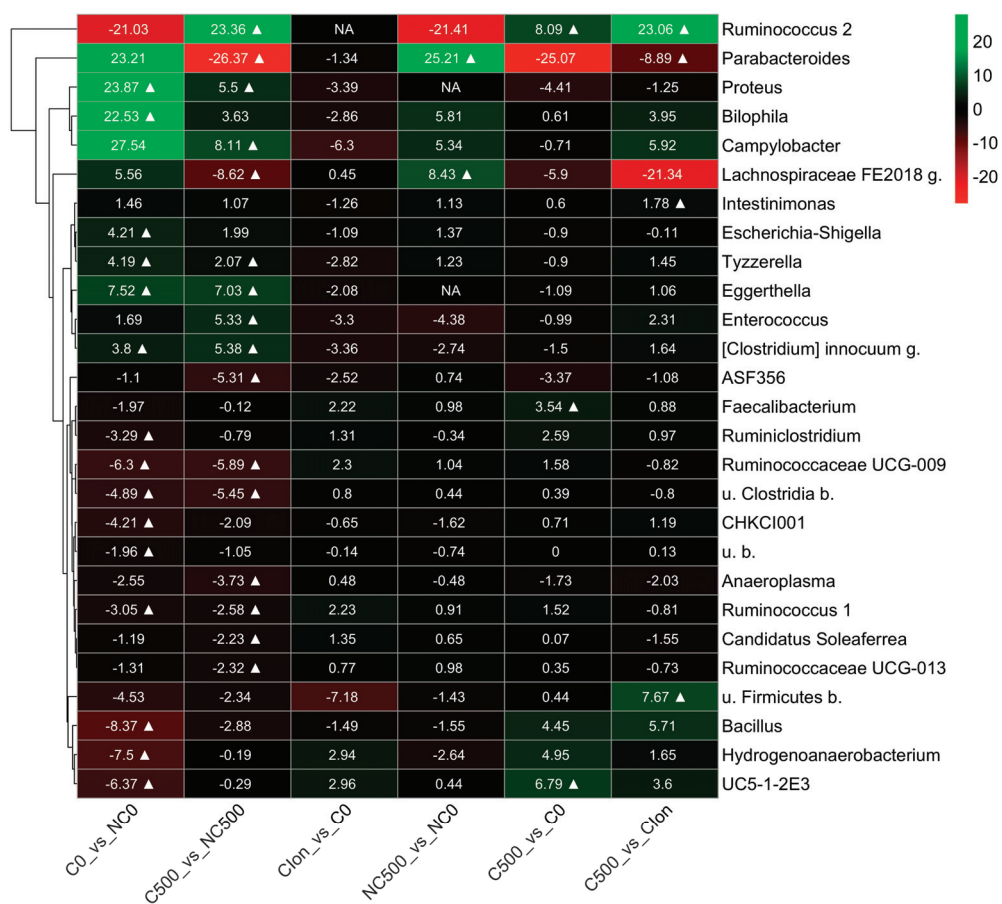 -21.03 23.36 ▲ NA -21.41 8.09 ▲ 23.06 ▲ Ruminococcus 2
23.21 -26.37 ▲ -1.34 25.21 ▲ -25.07 -8.89 ▲ Parabacteroides
23.87 ▲ 5.5 ▲ -3.39 NA -4.41 -1.25 Proteus
22.53 ▲ 3.63 -2.86 5.81 0.61 3.95 Bilophila
27.54 8.11 ▲ -6.3 5.34 -0.71 5.92 Campylobacter
5.56 -8.62 ▲ 0.45 8.43 ▲ -5.9 -21.34 Lachnospiraceae FE2018 g.
1.46 1.07 -1.26 1.13 0.6 1.78 ▲ Intestinimonas
4.21 ▲ 1.99 -1.09 1.37 -0.9 -0.11 Escherichia-Shigella
4.19 ▲ 2.07 ▲ -2.82 1.23 -0.9 1.45 Tyzzerella
7.52 ▲ 7.03 ▲ -2.08 NA -1.09 1.06 Eggerthella
1.69 5.33 ▲ -3.3 -4.38 -0.99 2.31 Enterococcus
3.8 ▲ 5.38 ▲ -3.36 -2.74 -1.5 1.64 [Clostridium] innocuum g.
-1.1 -5.31 ▲ -2.52 0.74 -3.37 -1.08 ASF356
-1.97 -0.12 2.22 0.98 3.54 ▲ 0.88 Faecalibacterium
-3.29 ▲ -0.79 1.31 -0.34 2.59 0.97 Ruminiclostridium
-6.3 ▲ -5.89 ▲ 2.3 1.04 1.58 -0.82 Ruminococcaceae UCG-009
-4.89 ▲ -5.45 ▲ 0.8 0.44 0.39 -0.8 u. Clostridia b.
-4.21 ▲ -2.09 -0.65 -1.62 0.71 1.19 CHKCI001
-1.96 ▲ -1.05 -0.14 -0.74 0 0.13 u. b.
-2.55 -3.73 ▲ 0.48 -0.48 -1.73 -2.03 Anaeroplasma
-3.05 ▲ -2.58 ▲ 2.23 0.91 1.52 -0.81 Ruminococcus 1
-1.19 -2.23 ▲ 1.35 0.65 0.07 -1.55 Candidatus Soleaferrea
-1.31 -2.32 ▲ 0.77 0.98 0.35 -0.73 Ruminococcaceae UCG-013
-4.53 -2.34 -7.18 -1.43 0.44 7.67 ▲ u. Firmicutes b.
-8.37 ▲ -2.88 -1.49 -1.55 4.45 5.71 Bacillus
-7.5 ▲ -0.19 2.94 -2.64 4.95 1.65 Hydrogenoanaerobacterium
-6.37 ▲ -0.29 2.96 0.44 6.79 ▲ 3.6 UC5-1-2E3
C0_vs_NC0 C500_vs_NC500 Clon_vs_C0 NC500_vs_NC0 C500_vs_C0 C500_vs_Clon
20
10
0
-10
-20